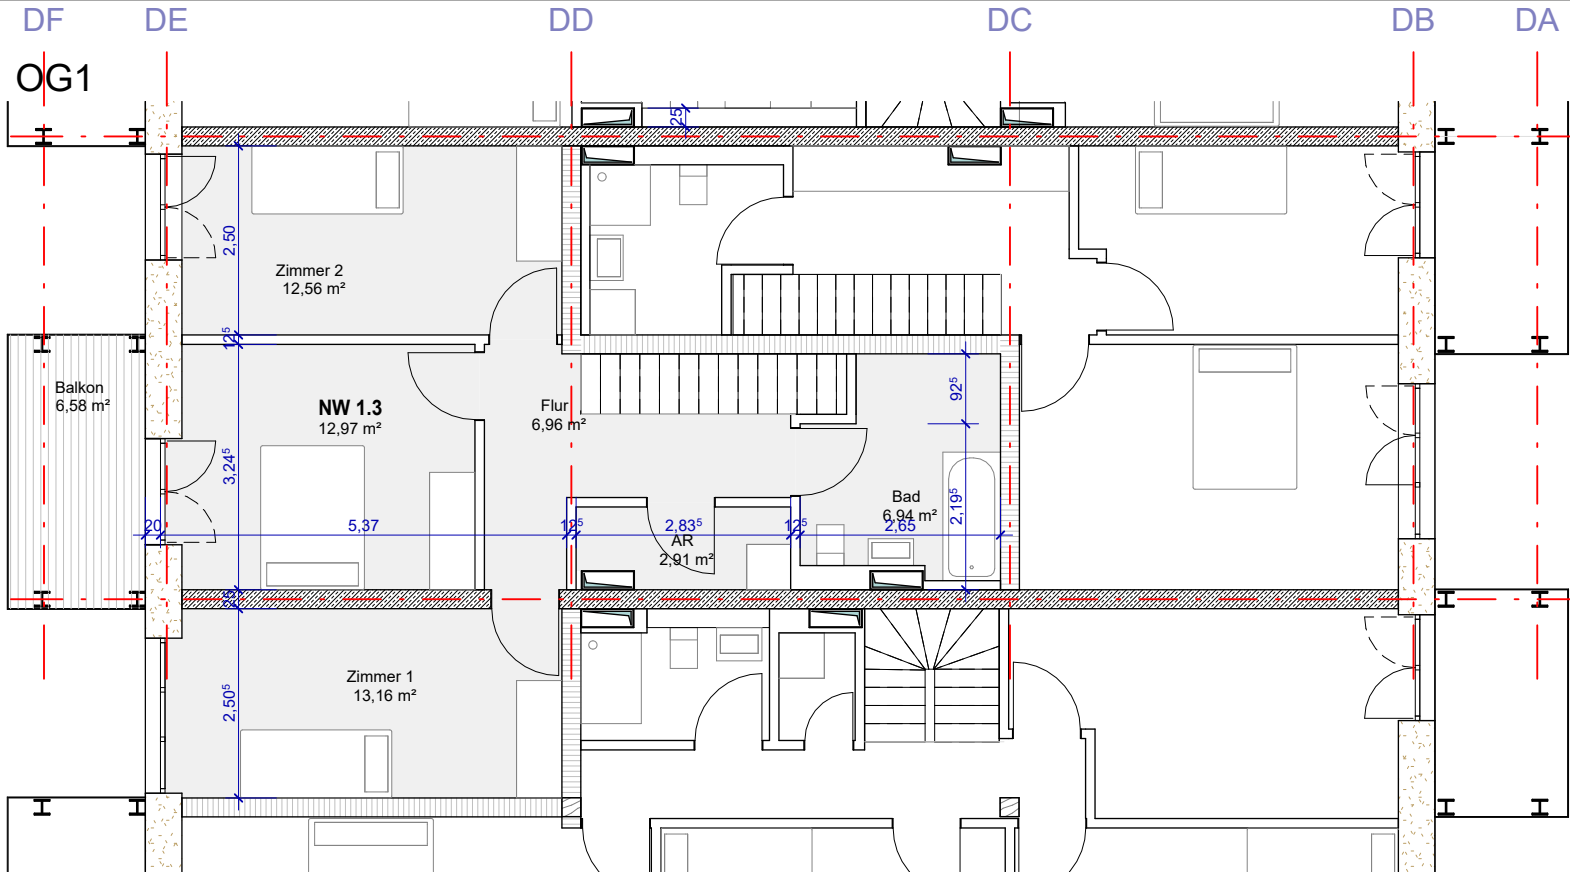 DF DE DD DC DB DA
OG1
25
2,50
Zimmer 2
12,56 m²
12⁵
Balkon
6,58 m²
NW 1.3
12,97 m²
Flur
6,96 m²
92⁵
3,24⁵
Bad
6,94 m²
2,19⁵
20 5,37 12⁵ 2,83⁵ 12⁵ 2,65
AR
2,91 m²
25
Zimmer 1
13,16 m²
2,50⁵